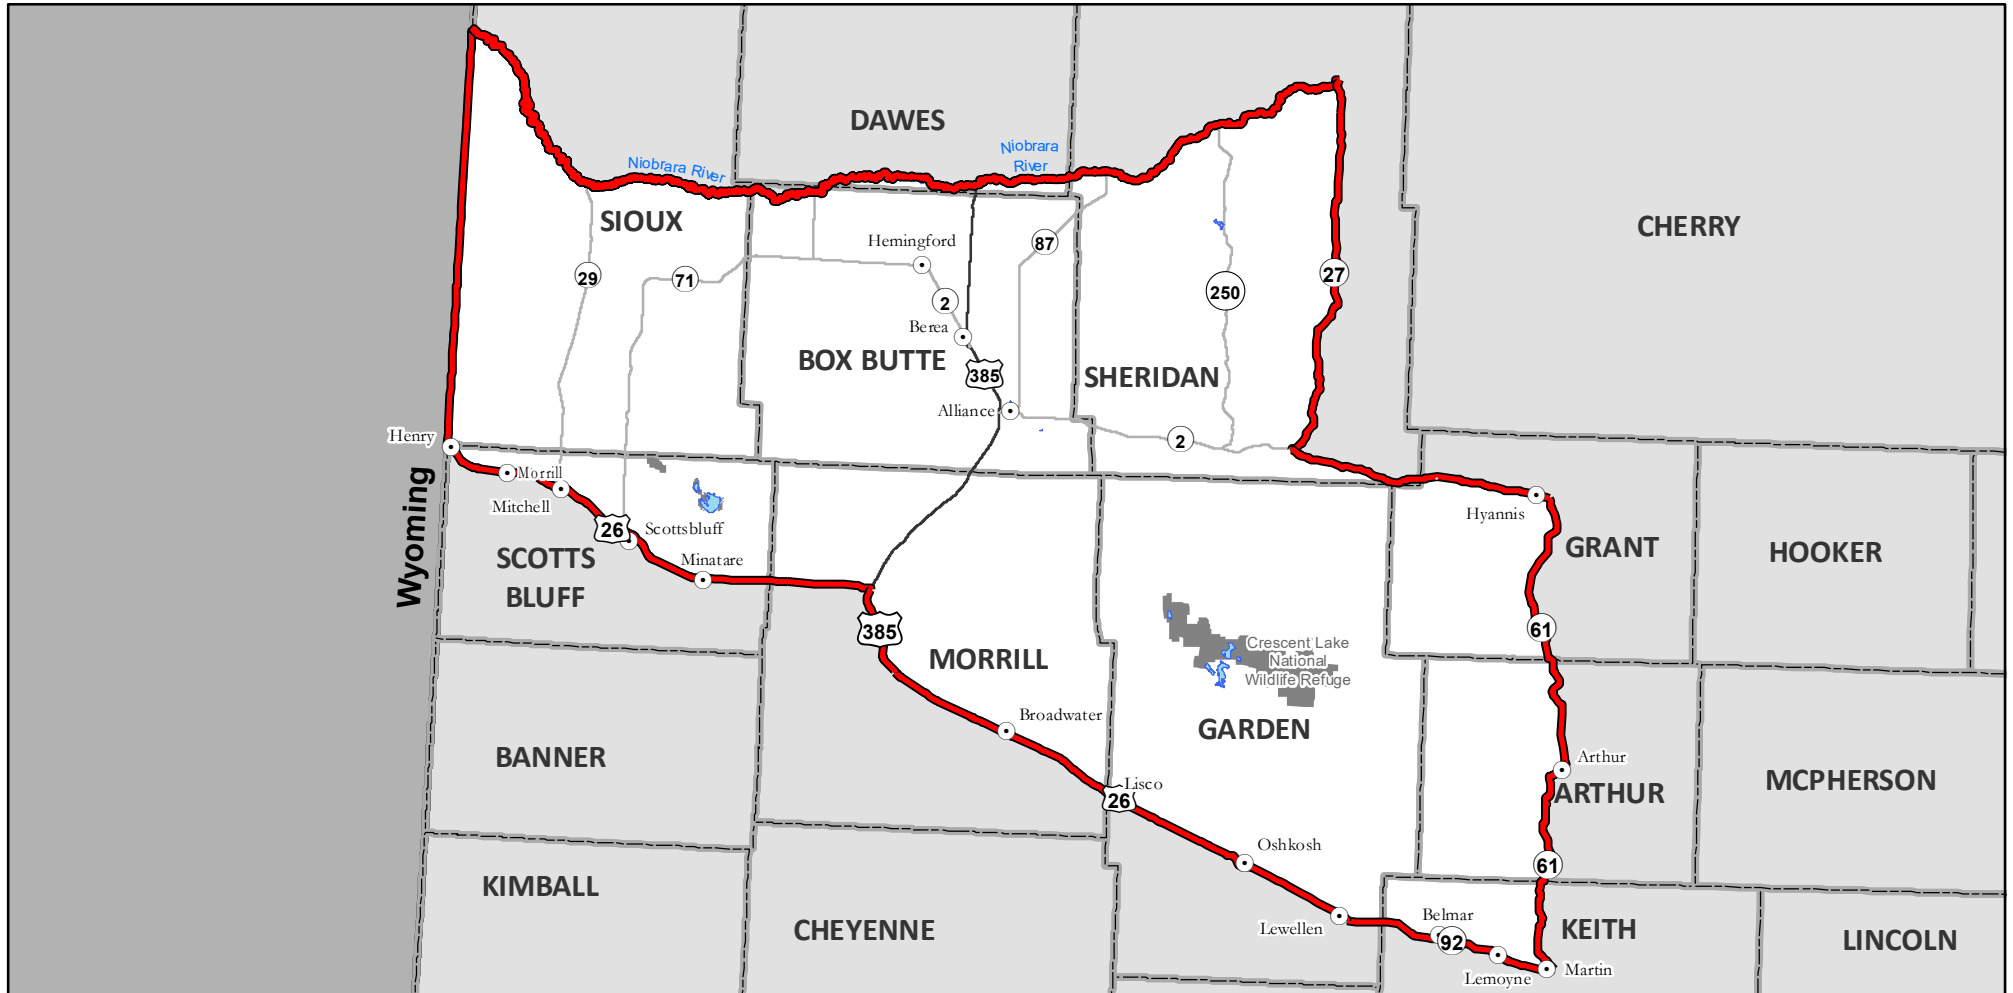 DAWES
Niobrara
River
Niobrara River
SIOUX
CHERRY
Hemingford
87
29
71
27
250
2
Berea
BOX BUTTE
385
SHERIDAN
Alliance
Henry
2
Morrill
Wyoming
Mitchell
Hyannis
26
Scottsbluff
SCOTTS
BLUFF
Minatare
GRANT
HOOKER
385
61
Crescent Lake
National
Wildlife Refuge
MORRILL
Broadwater
GARDEN
BANNER
Arthur
ARTHUR
MCPHERSON
Lisco
26
Oshkosh
61
KIMBALL
Belmar
Lewellen
92
KEITH
CHEYENNE
LINCOLN
Lemoyne
Martin